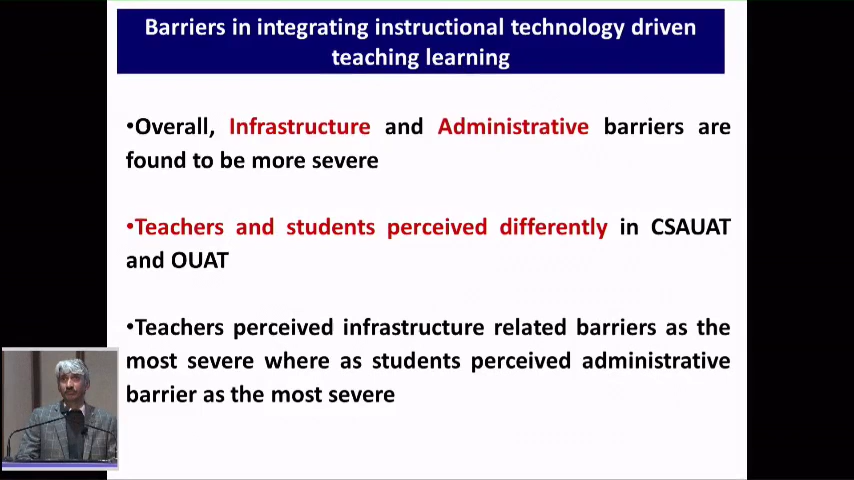 Barriers in integrating instructional technology driven
teaching learning
•Overall, Infrastructure and Administrative barriers are
found to be more severe
•Teachers and students perceived differently in CSAUAT
and OUAT
•Teachers perceived infrastructure related barriers as the
most severe where as students perceived administrative
barrier as the most severe